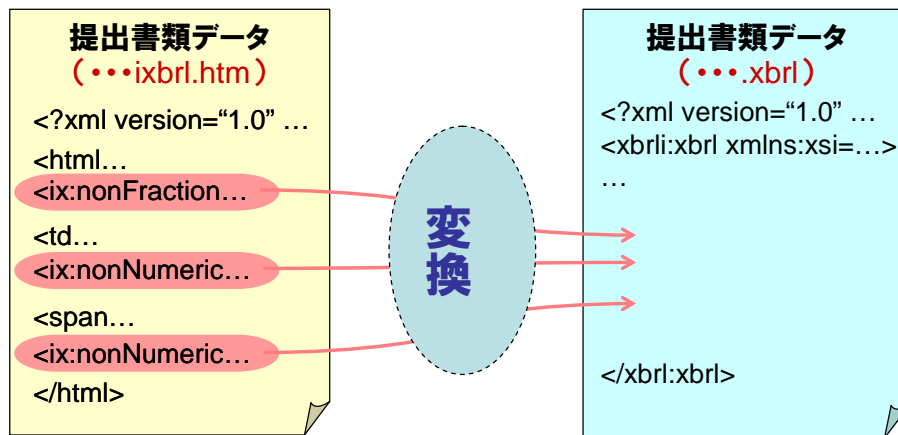 提出書類データ
(・・・ixbrl.htm)
<?xml version=“1.0” …
<html…
<ix:nonFraction…
<td…
<ix:nonNumeric…
<span…
<ix:nonNumeric…
</html>
変換
提出書類データ
(・・・.xbrl)
<?xml version=“1.0” …
<xbrli:xbrl xmlns:xsi=…>
…
</xbrl:xbrl>